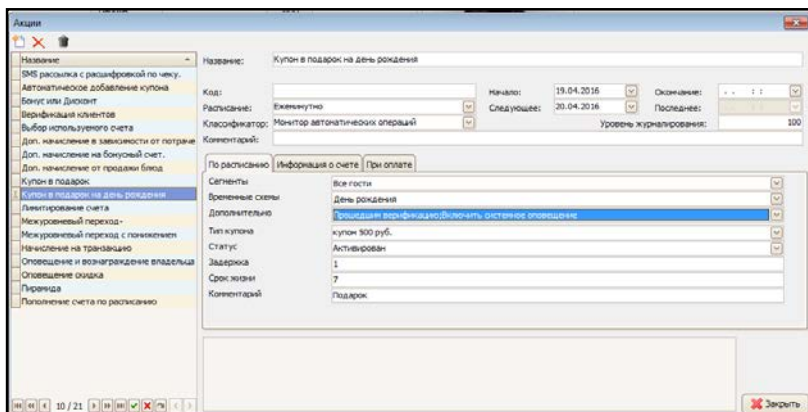 Акции
Название
SMS рассылка с расшифровкой по чеку.
Автоматическое добавление купона
Бонус или Дисконт
Верификация клиентов
Выбор используемого счета
Доп. начисление в зависимости от потраче
Доп. начисление на бонусный счет.
Доп. начисление от продажи блюд
Купон в подарок
Купон в подарок на день рождения
Лимитирование счета
Межуровневый переход-
Межуровневый переход с понижением
Начисление на транзакцию
Оповещение и вознаграждение владельца
Оповещение скидка
Пирамида
Пополнение счета по расписанию
10 / 21
Название: Купон в подарок на день рождения
Код: Начало: 19.04.2016 Окончание: . . : :
Расписание: Ежеминутно Следующее: 20.04.2016 Последнее: . . : :
Классификатор: Монитор автоматических операций Уровень журналирования: 100
Комментарий:
По расписанию Информация о счете При оплате
Сегменты Все гости
Временные схемы День рождения
Дополнительно Прошедшим верификацию;Включить системное оповещение
Тип купона купон 500 руб.
Статус Активирован
Задержка 1
Срок жизни 7
Комментарий Подарок
Закрыть